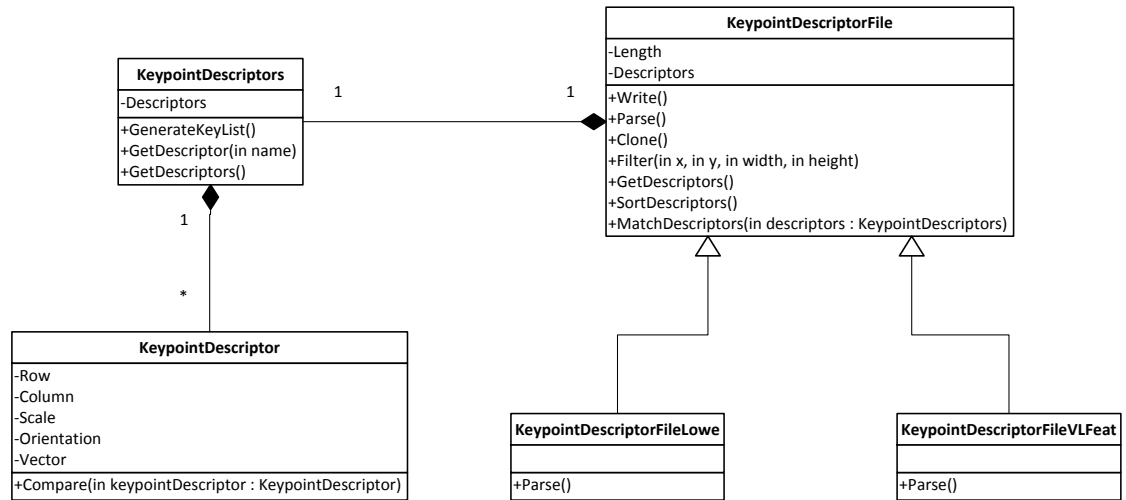 KeypointDescriptorFile
-Length
-Descriptors
+Write()
+Parse()
+Clone()
+Filter(in x, in y, in width, in height)
+GetDescriptors()
+SortDescriptors()
+MatchDescriptors(in descriptors : KeypointDescriptors)
KeypointDescriptors
-Descriptors
+GenerateKeyList()
+GetDescriptor(in name)
+GetDescriptors()
1
1
1
*
KeypointDescriptor
-Row
-Column
-Scale
-Orientation
-Vector
+Compare(in keypointDescriptor : KeypointDescriptor)
KeypointDescriptorFileLowe
+Parse()
KeypointDescriptorFileVLFeat
+Parse()